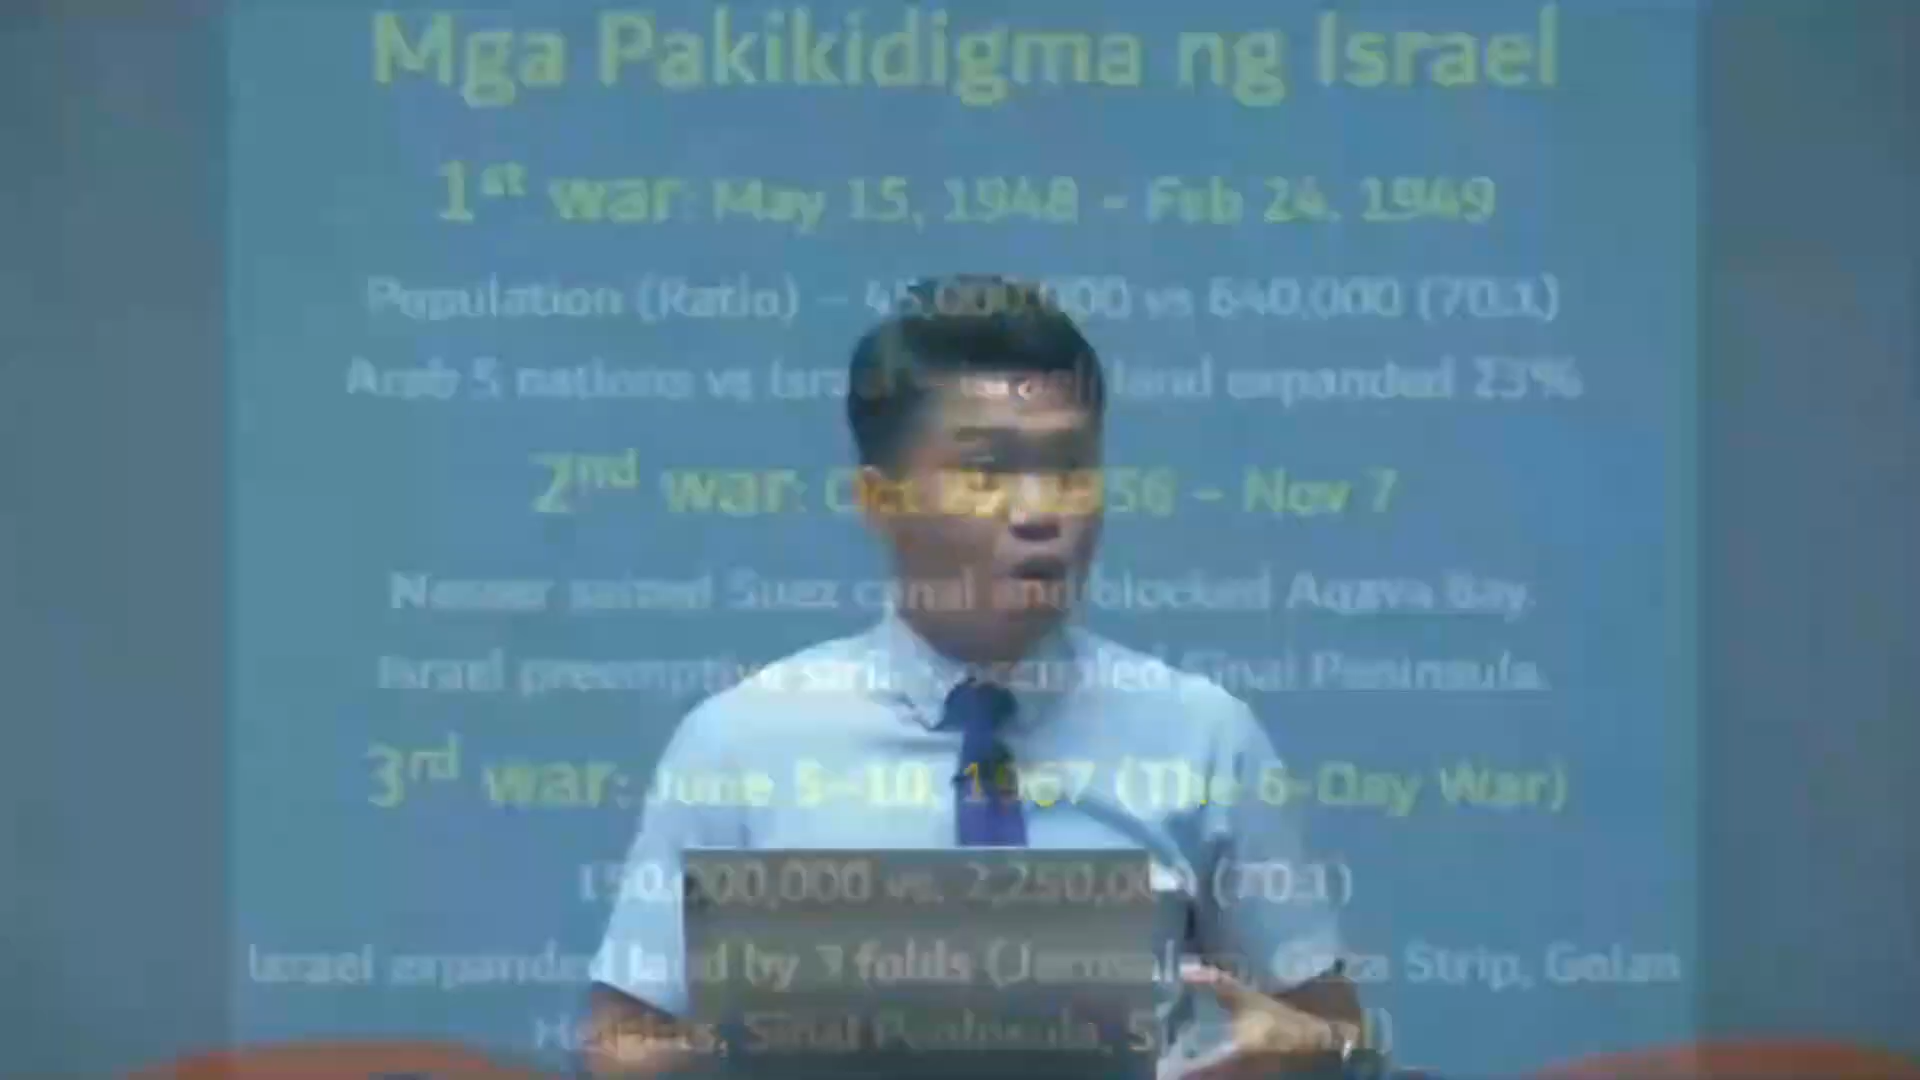 Mga Pakikidigma ng Israel
1st war: May 15, 1948 - Feb 24, 1949
Population (Ratio) – 45,000,000 vs 640,000 (70:1)
Arab 5 nations vs Israel land expanded 23%
2nd war: Oct 1956 – Nov 7
Nasser seized Suez canal and blocked Aqava Bay.
Israel preemptive occupied Sinai Peninsula.
3rd war: June 5-10, 1967 (The 6-Day War)
150,000,000 vs. 2,250,000 (70:1)
Israel expanded land by folds (Jerusalem, Gaza Strip, Golan
Heights, Sinai Peninsula, Canal)